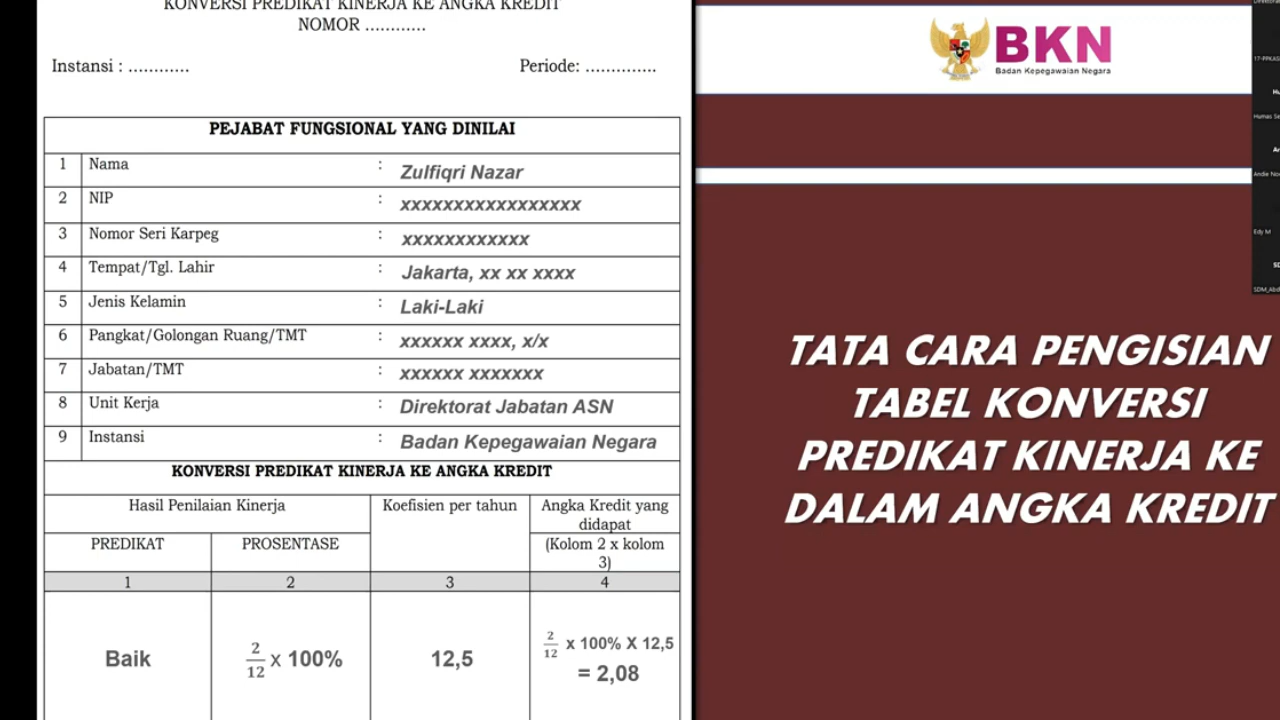 KONVERSI PREDIKAT KINERJA KE ANGKA KREDIT
NOMOR ............
Instansi : ............
Periode: ..............
PEJABAT FUNGSIONAL YANG DINILAI
1 Nama : Zulfiqri Nazar
2 NIP : xxxxxxxxxxxxxxxxx
3 Nomor Seri Karpeg : xxxxxxxxxxxx
4 Tempat/Tgl. Lahir : Jakarta, xx xx xxxx
5 Jenis Kelamin : Laki-Laki
6 Pangkat/Golongan Ruang/TMT : xxxxxx xxxx, x/x
7 Jabatan/TMT : xxxxxx xxxxxxx
8 Unit Kerja : Direktorat Jabatan ASN
9 Instansi : Badan Kepegawaian Negara
KONVERSI PREDIKAT KINERJA KE ANGKA KREDIT
Hasil Penilaian Kinerja
Koefisien per tahun
Angka Kredit yang
didapat
PREDIKAT
PROSENTASE
(Kolom 2 x kolom
3)
1 2 3 4
Baik
2/12 x 100%
12,5
2/12 x 100% X 12,5
= 2,08
BKN
Badan Kepegawaian Negara
TATA CARA PENGISIAN
TABEL KONVERSI
PREDIKAT KINERJA KE
DALAM ANGKA KREDIT
Edy M